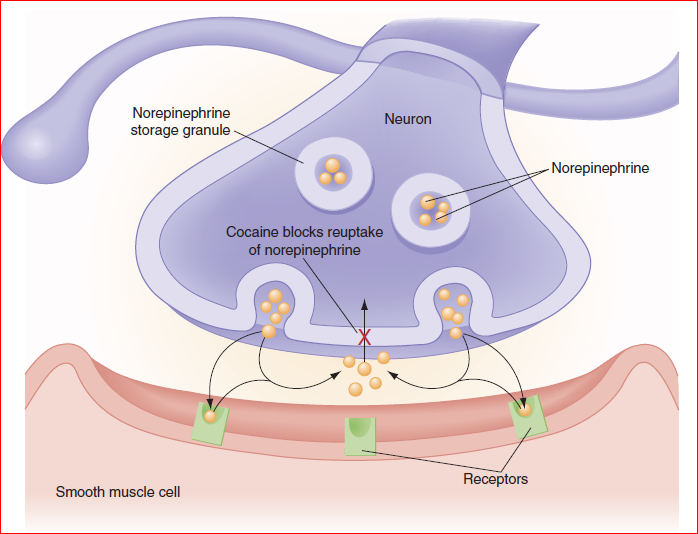 Norepinephrine
storage granule
Neuron
Norepinephrine
Cocaine blocks reuptake
of norepinephrine
X
Receptors
Smooth muscle cell